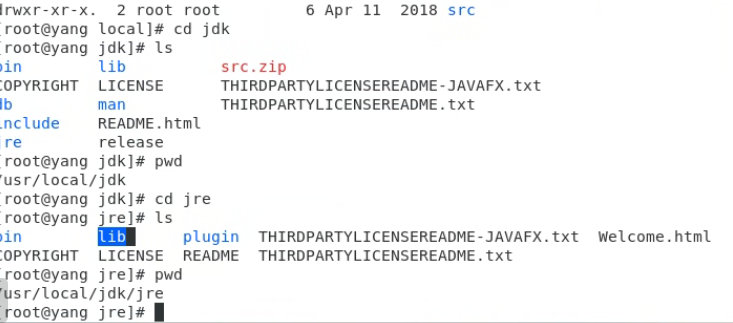 drwxr-xr-x.  2 root root         6 Apr 11  2018 src
[root@yang local]# cd jdk
[root@yang jdk]# ls
bin        lib          src.zip
COPYRIGHT  LICENSE      THIRDPARTYLICENSEREADME-JAVAFX.txt
db         man          THIRDPARTYLICENSEREADME.txt
include    README.html
jre        release
[root@yang jdk]# pwd
/usr/local/jdk
[root@yang jdk]# cd jre
[root@yang jre]# ls
bin        lib      plugin  THIRDPARTYLICENSEREADME-JAVAFX.txt  Welcome.html
COPYRIGHT  LICENSE  README  THIRDPARTYLICENSEREADME.txt
[root@yang jre]# pwd
/usr/local/jdk/jre
[root@yang jre]#